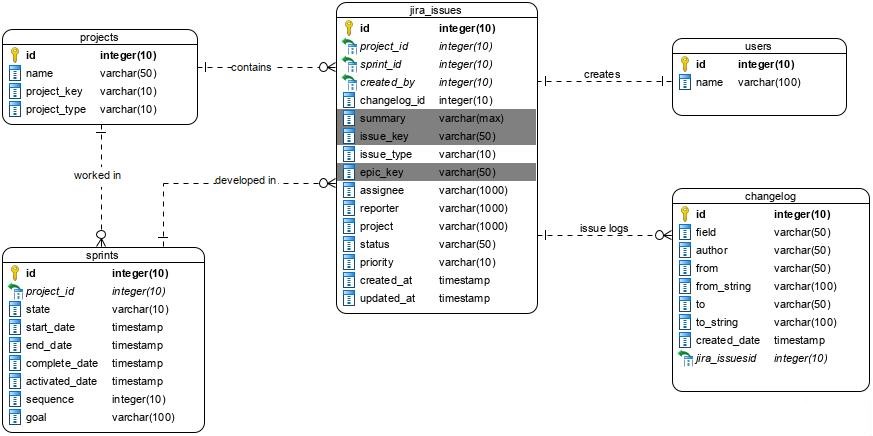 projects
id integer(10)
name varchar(50)
project_key varchar(10)
project_type varchar(10)
contains
worked in
developed in
sprints
id integer(10)
project_id integer(10)
state varchar(10)
start_date timestamp
end_date timestamp
complete_date timestamp
activated_date timestamp
sequence integer(10)
goal varchar(100)
jira_issues
id integer(10)
project_id integer(10)
sprint_id integer(10)
created_by integer(10)
changelog_id integer(10)
summary varchar(max)
issue_key varchar(50)
issue_type varchar(10)
epic_key varchar(50)
assignee varchar(1000)
reporter varchar(1000)
project varchar(1000)
status varchar(50)
priority varchar(10)
created_at timestamp
updated_at timestamp
creates
issue logs
users
id integer(10)
name varchar(100)
changelog
id integer(10)
field varchar(50)
author varchar(50)
from varchar(50)
from_string varchar(100)
to varchar(50)
to_string varchar(100)
created_date timestamp
jira_issuesid integer(10)